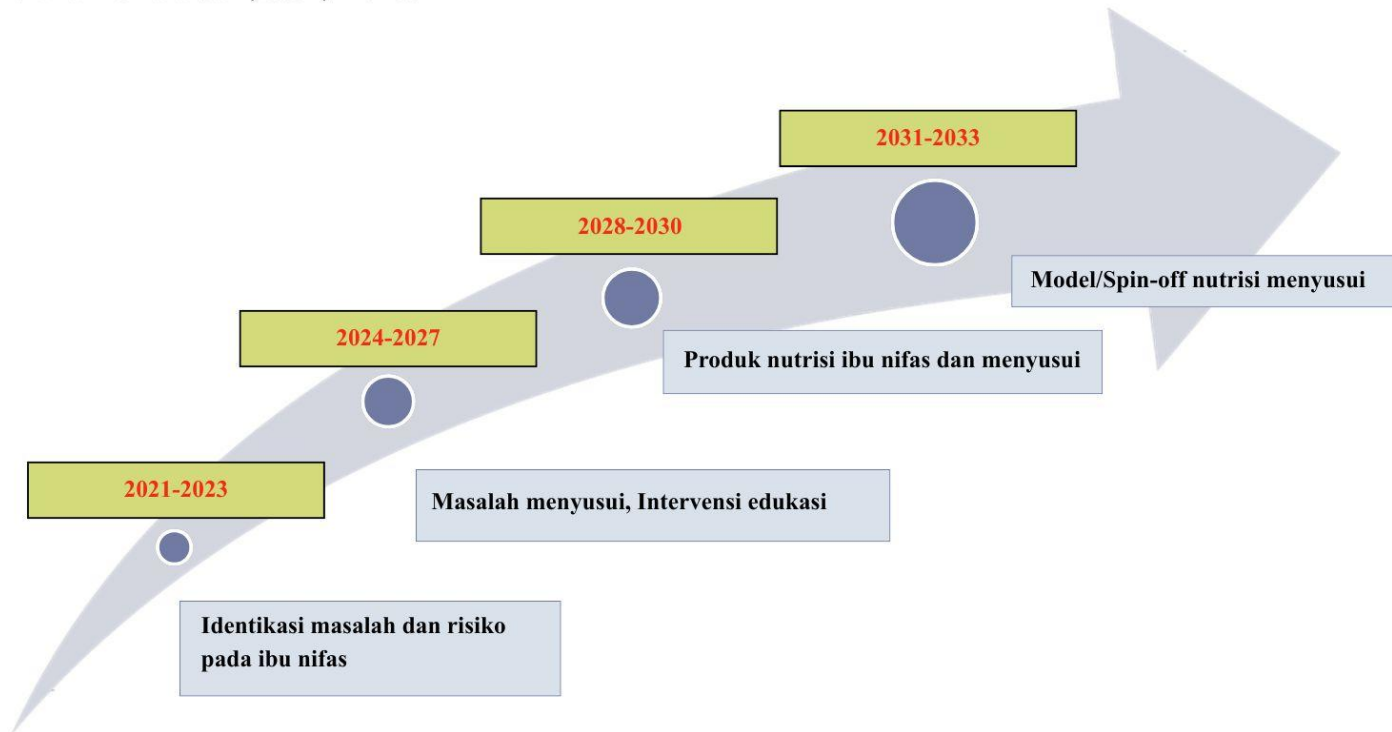 2031-2033
2028-2030
Model/Spin-off nutrisi menyusui
2024-2027
Produk nutrisi ibu nifas dan menyusui
2021-2023
Masalah menyusui, Intervensi edukasi
Identikasi masalah dan risiko
pada ibu nifas